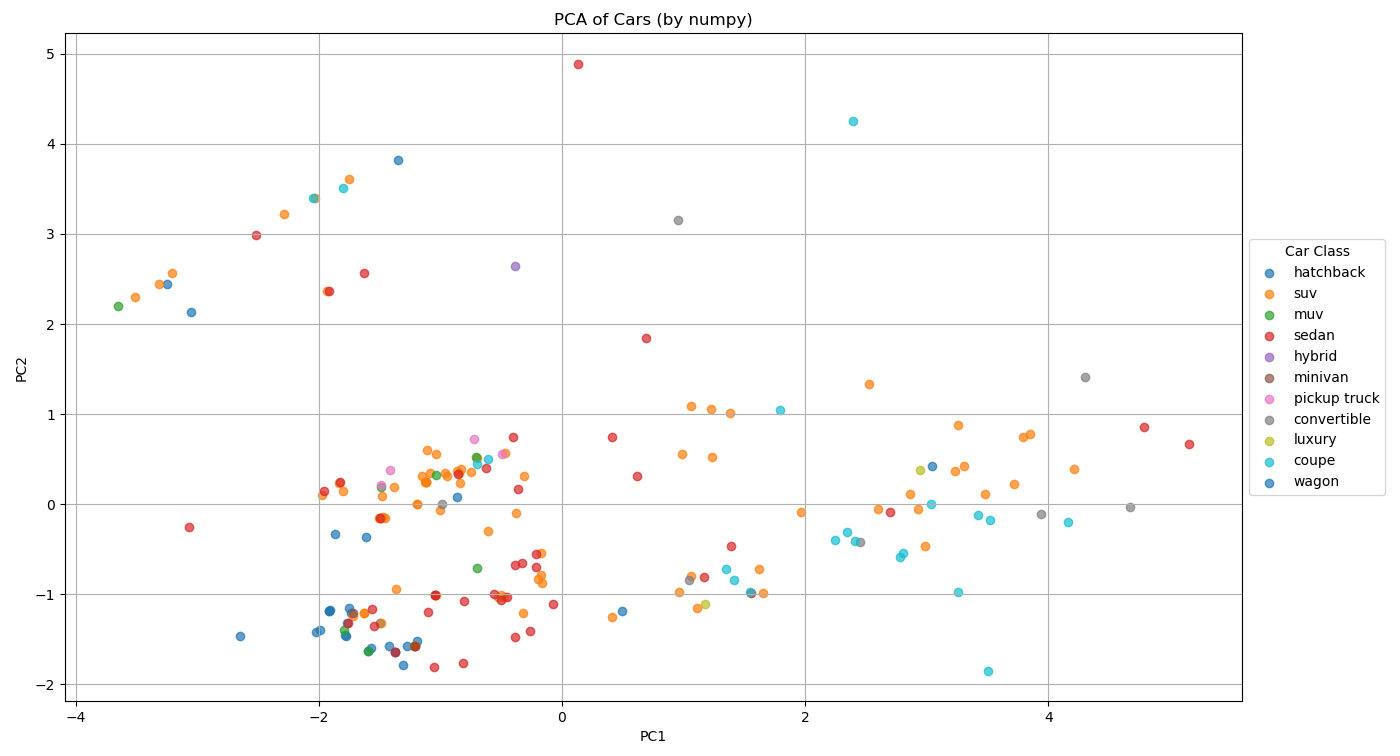 PCA of Cars (by numpy)
5
4
3
2
1
0
−1
−2
PC2
−4
−2
0
2
4
PC1
Car Class
hatchback
suv
muv
sedan
hybrid
minivan
pickup truck
convertible
luxury
coupe
wagon